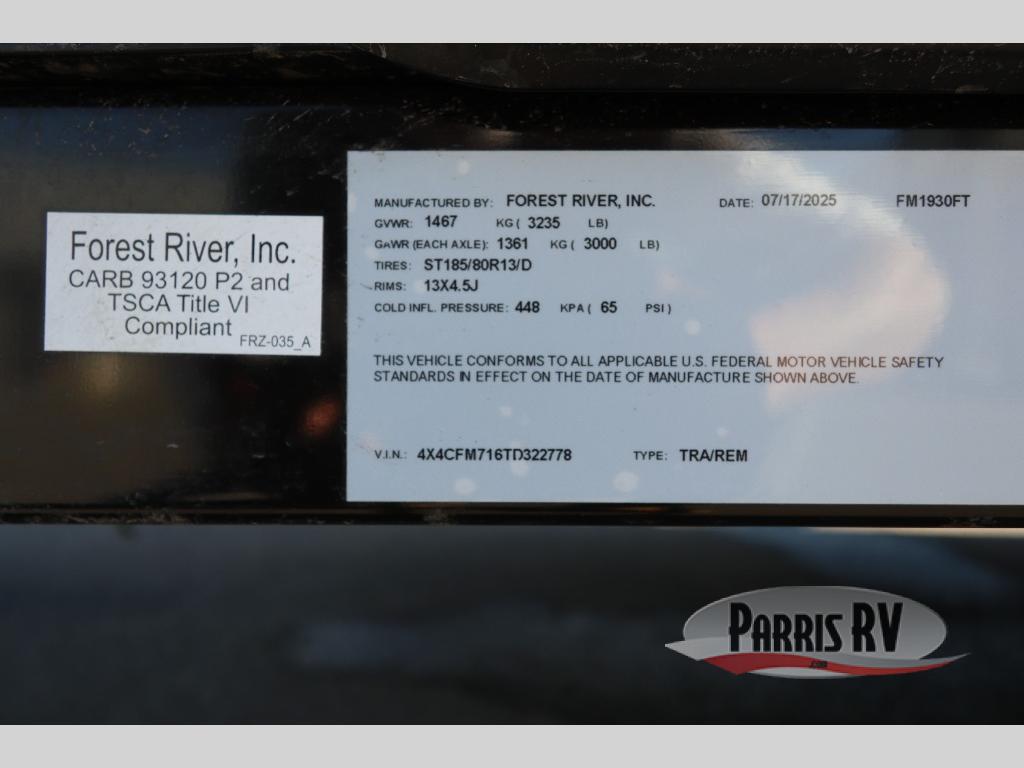 Forest River, Inc.
CARB 93120 P2 and
TSCA Title VI
Compliant
FRZ-035_A
MANUFACTURED BY: FOREST RIVER, INC. DATE: 07/17/2025 FM1930FT
GVWR: 1467 KG ( 3235 LB)
GAWR (EACH AXLE): 1361 KG ( 3000 LB)
TIRES: ST185/80R13/D
RIMS: 13X4.5J
COLD INFL. PRESSURE: 448 KPA ( 65 PSI )
THIS VEHICLE CONFORMS TO ALL APPLICABLE U.S. FEDERAL MOTOR VEHICLE SAFETY
STANDARDS IN EFFECT ON THE DATE OF MANUFACTURE SHOWN ABOVE.
V.I.N.: 4X4CFM716TD322778 TYPE: TRA/REM
PARRIS RV
.com